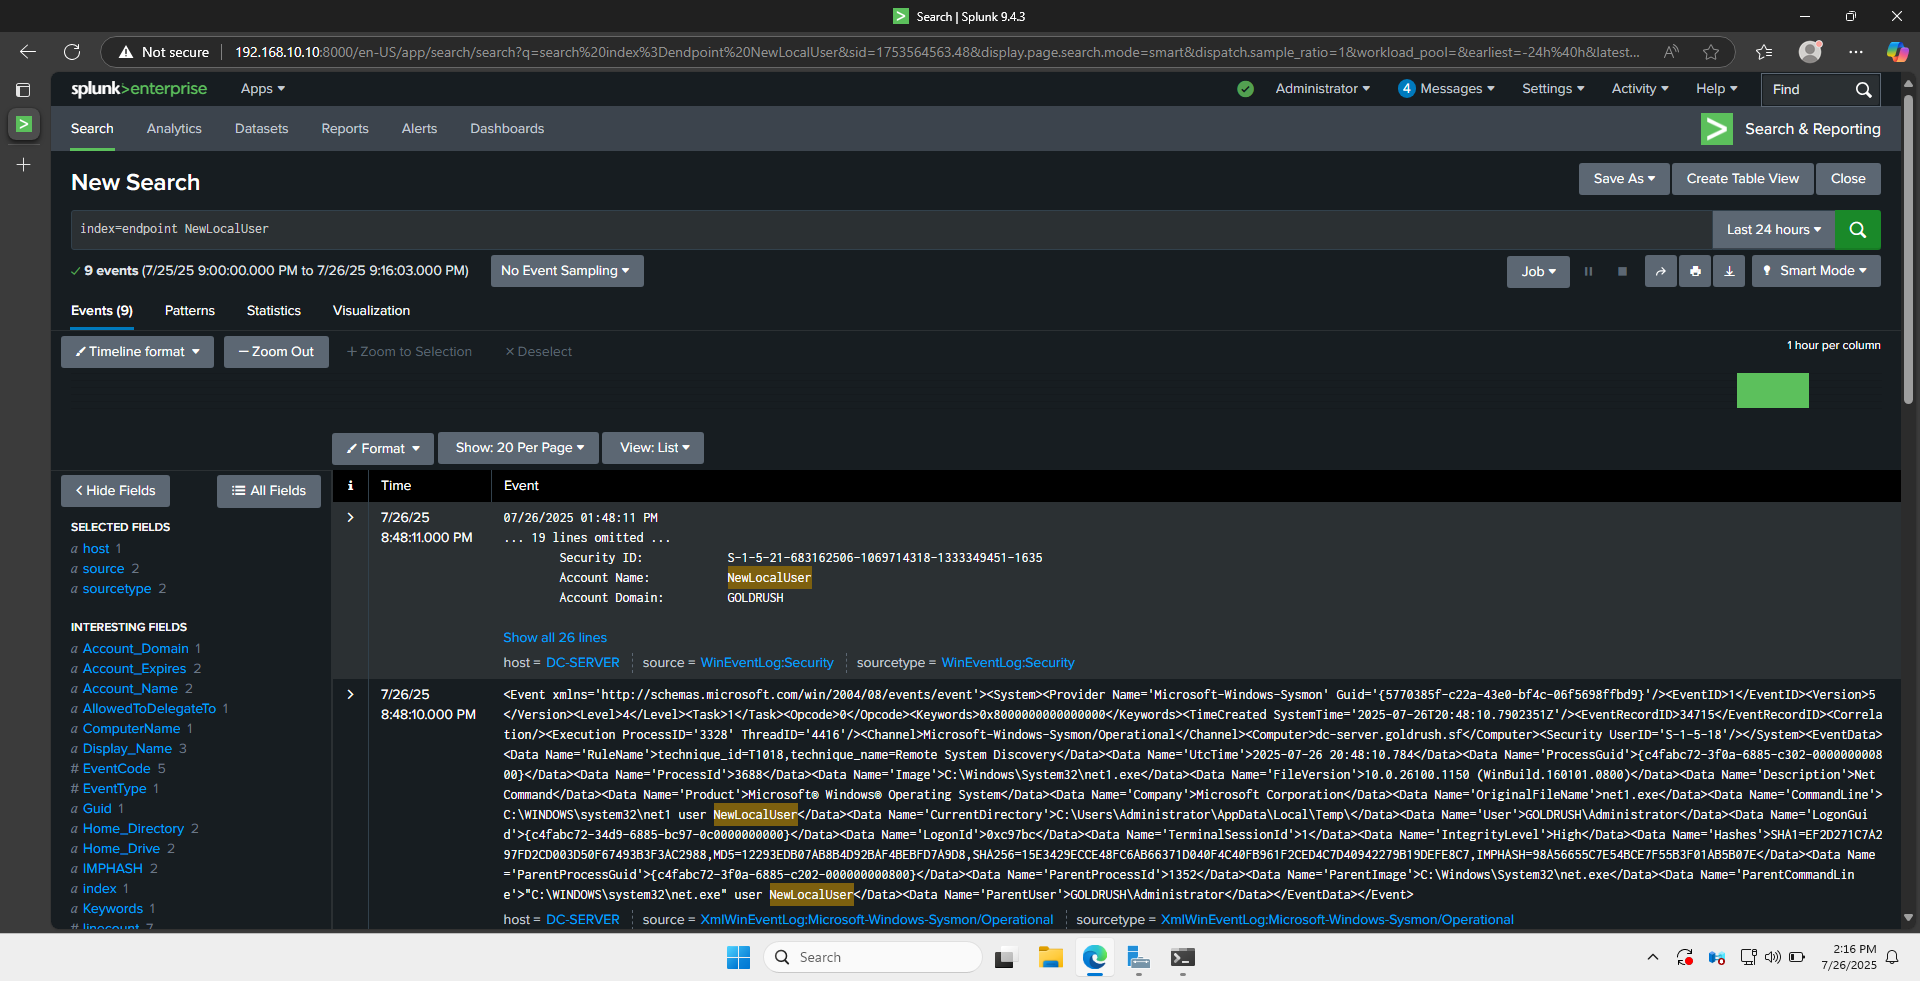 Search | Splunk 9.4.3
Not secure 192.168.10.10:8000/en-US/app/search/search?q=search%20index%3Dendpoint%20NewLocalUser&sid=1753564563.48&display.page.search.mode=smart&dispatch.sample_ratio=1&workload_pool=&earliest=-24h%40h&latest...
splunk>enterprise Apps Administrator 4 Messages Settings Activity Help Find
Search Analytics Datasets Reports Alerts Dashboards Search & Reporting
New Search Save As Create Table View Close
index=endpoint NewLocalUser Last 24 hours
9 events (7/25/25 9:00:00.000 PM to 7/26/25 9:16:03.000 PM) No Event Sampling Job Smart Mode
Events (9) Patterns Statistics Visualization
Timeline format — Zoom Out + Zoom to Selection × Deselect 1 hour per column
Format Show: 20 Per Page View: List
< Hide Fields All Fields
i Time Event
SELECTED FIELDS
a host 1
a source 2
a sourcetype 2
INTERESTING FIELDS
a Account_Domain 1
a Account_Expires 2
a Account_Name 2
a AllowedToDelegateTo 1
a ComputerName 1
a Display_Name 3
# EventCode 5
# EventType 1
a Guid 1
a Home_Directory 2
a Home_Drive 2
a IMPHASH 2
a index 1
a Keywords 1
# linecount 7
7/26/25
8:48:11.000 PM
07/26/2025 01:48:11 PM
... 19 lines omitted ...
Security ID: S-1-5-21-683162506-1069714318-1333349451-1635
Account Name: NewLocalUser
Account Domain: GOLDRUSH
Show all 26 lines
host = DC-SERVER source = WinEventLog:Security sourcetype = WinEventLog:Security
7/26/25
8:48:10.000 PM
<Event xmlns='http://schemas.microsoft.com/win/2004/08/events/event'><System><Provider Name='Microsoft-Windows-Sysmon' Guid='{5770385f-c22a-43e0-bf4c-06f5698ffbd9}'/><EventID>1</EventID><Version>5
</Version><Level>4</Level><Task>1</Task><Opcode>0</Opcode><Keywords>0x8000000000000000</Keywords><TimeCreated SystemTime='2025-07-26T20:48:10.7902351Z'/><EventRecordID>34715</EventRecordID><Correla
tion/><Execution ProcessID='3328' ThreadID='4416'/><Channel>Microsoft-Windows-Sysmon/Operational</Channel><Computer>dc-server.goldrush.sf</Computer><Security UserID='S-1-5-18'/></System><EventData>
<Data Name='RuleName'>technique_id=T1018,technique_name=Remote System Discovery</Data><Data Name='UtcTime'>2025-07-26 20:48:10.784</Data><Data Name='ProcessGuid'>{c4fabc72-3f0a-6885-c302-0000000008
00}</Data><Data Name='ProcessId'>3688</Data><Data Name='Image'>C:\Windows\System32\net1.exe</Data><Data Name='FileVersion'>10.0.26100.1150 (WinBuild.160101.0800)</Data><Data Name='Description'>Net
Command</Data><Data Name='Product'>Microsoft® Windows® Operating System</Data><Data Name='Company'>Microsoft Corporation</Data><Data Name='OriginalFileName'>net1.exe</Data><Data Name='CommandLine'>
C:\WINDOWS\system32\net1 user NewLocalUser</Data><Data Name='CurrentDirectory'>C:\Users\Administrator\AppData\Local\Temp\</Data><Data Name='User'>GOLDRUSH\Administrator</Data><Data Name='LogonGui
d'>{c4fabc72-34d9-6885-bc97-0c0000000000}</Data><Data Name='LogonId'>0xc97bc</Data><Data Name='TerminalSessionId'>1</Data><Data Name='IntegrityLevel'>High</Data><Data Name='Hashes'>SHA1=EF2D271C7A2
97FD2CD003D50F67493B3F3AC2988,MD5=12293EDB07AB8B4D92BAF4BEBFD7A9D8,SHA256=15E3429ECCE48FC6AB66371D040F4C40FB961F2CED4C7D40942279B19DEFE8C7,IMPHASH=98A56655C7E54BCE7F55B3F01AB5B07E</Data><Data Name
='ParentProcessGuid'>{c4fabc72-3f0a-6885-c202-000000000800}</Data><Data Name='ParentProcessId'>1352</Data><Data Name='ParentImage'>C:\Windows\System32\net.exe</Data><Data Name='ParentCommandLin
e'>"C:\WINDOWS\system32\net.exe" user NewLocalUser</Data><Data Name='ParentUser'>GOLDRUSH\Administrator</Data></EventData></Event>
host = DC-SERVER source = XmlWinEventLog:Microsoft-Windows-Sysmon/Operational sourcetype = XmlWinEventLog:Microsoft-Windows-Sysmon/Operational
Search
2:16 PM
7/26/2025